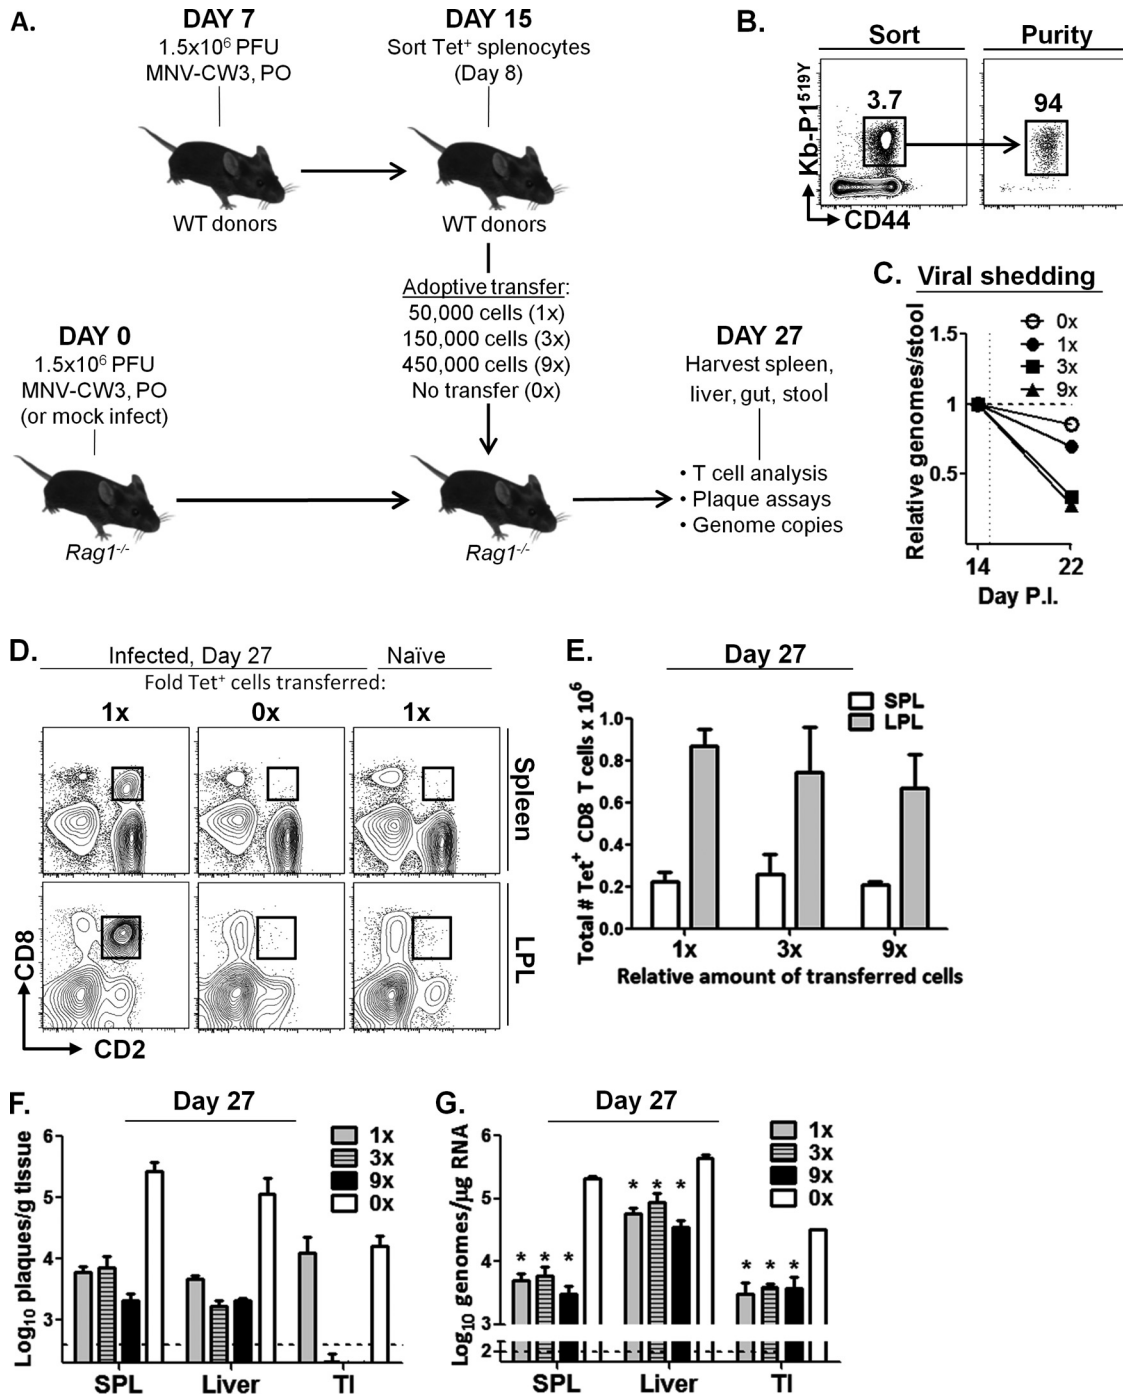 A.
DAY 7
1.5x10⁶ PFU
MNV-CW3, PO
WT donors
DAY 15
Sort Tet⁺ splenocytes
(Day 8)
WT donors
Adoptive transfer:
50,000 cells (1x)
150,000 cells (3x)
450,000 cells (9x)
No transfer (0x)
DAY 0
1.5x10⁶ PFU
MNV-CW3, PO
(or mock infect)
Rag1⁻/⁻
Rag1⁻/⁻
DAY 27
Harvest spleen,
liver, gut, stool
• T cell analysis
• Plaque assays
• Genome copies
B.
Sort
Purity
3.7
94
Kb-P1⁵¹⁹Y
CD44
C.
Viral shedding
0x
1x
3x
9x
Relative genomes/stool
1.5
1
0.5
14
22
Day P.I.
D.
Infected, Day 27
Naïve
Fold Tet⁺ cells transferred:
1x
0x
1x
Spleen
LPL
CD8
CD2
E.
Day 27
SPL
LPL
Total # Tet⁺ CD8 T cells x 10⁶
1.0
0.8
0.6
0.4
0.2
0.0
1x
3x
9x
Relative amount of transferred cells
F.
Day 27
1x
3x
9x
0x
Log₁₀ plaques/g tissue
6
5
4
3
SPL
Liver
TI
G.
Day 27
1x
3x
9x
0x
Log₁₀ genomes/µg RNA
6
5
4
3
2
* * *
* * *
* * *
SPL
Liver
TI